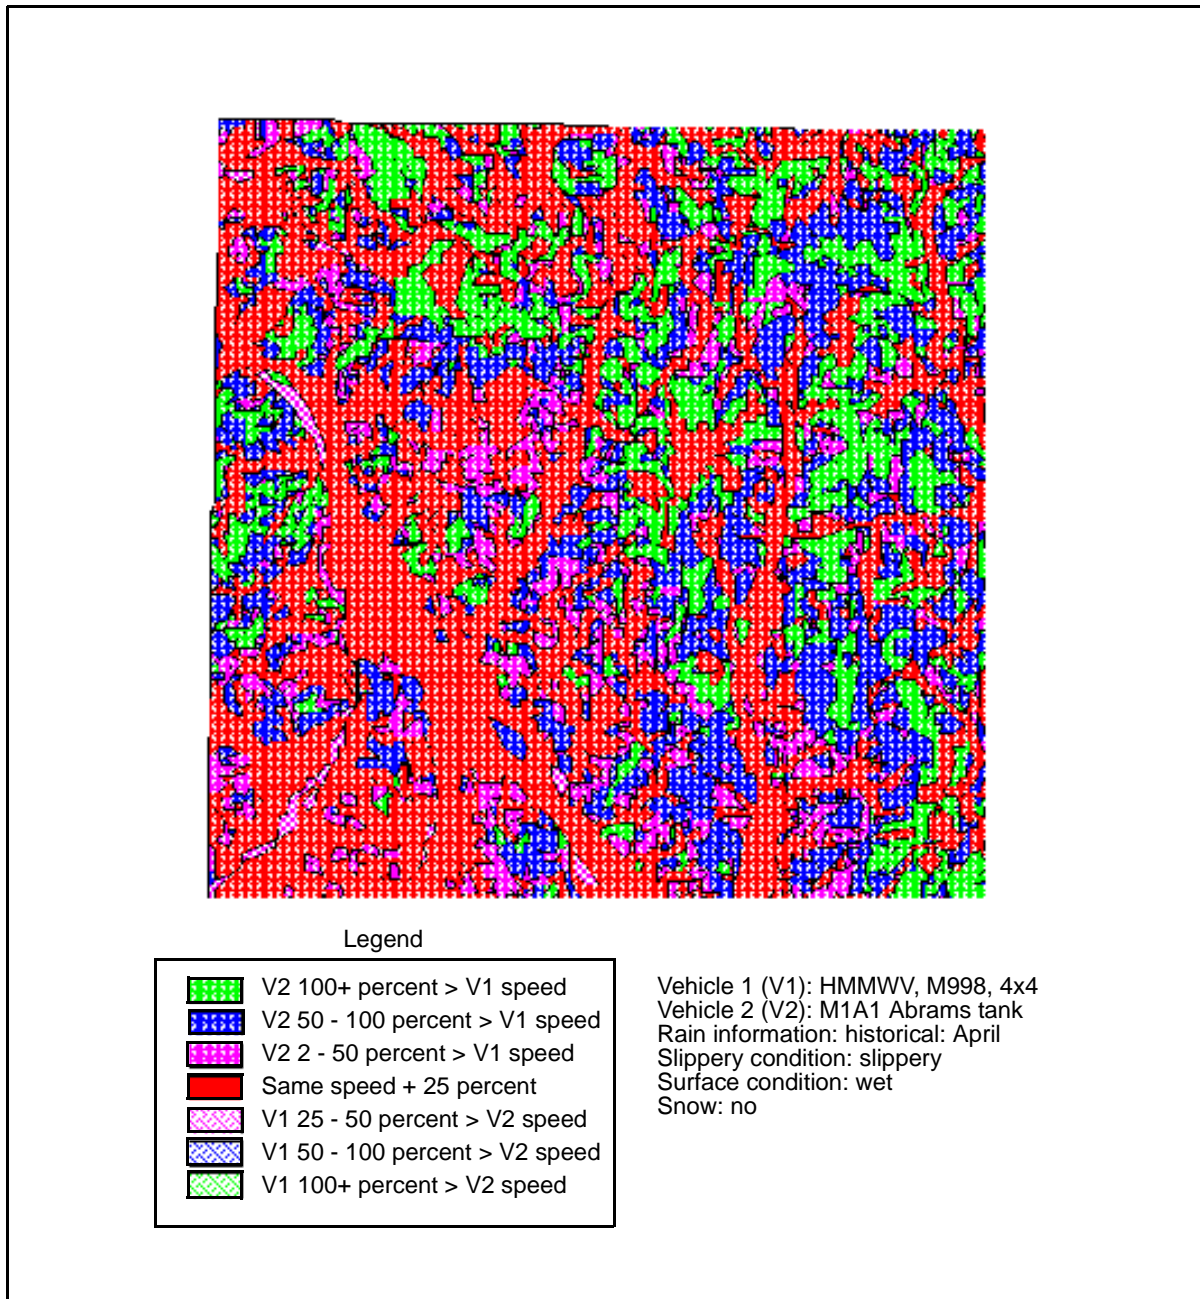 Legend
V2 100+ percent > V1 speed
V2 50 - 100 percent > V1 speed
V2 2 - 50 percent > V1 speed
Same speed + 25 percent
V1 25 - 50 percent > V2 speed
V1 50 - 100 percent > V2 speed
V1 100+ percent > V2 speed
Vehicle 1 (V1): HMMWV, M998, 4x4
Vehicle 2 (V2): M1A1 Abrams tank
Rain information: historical: April
Slippery condition: slippery
Surface condition: wet
Snow: no